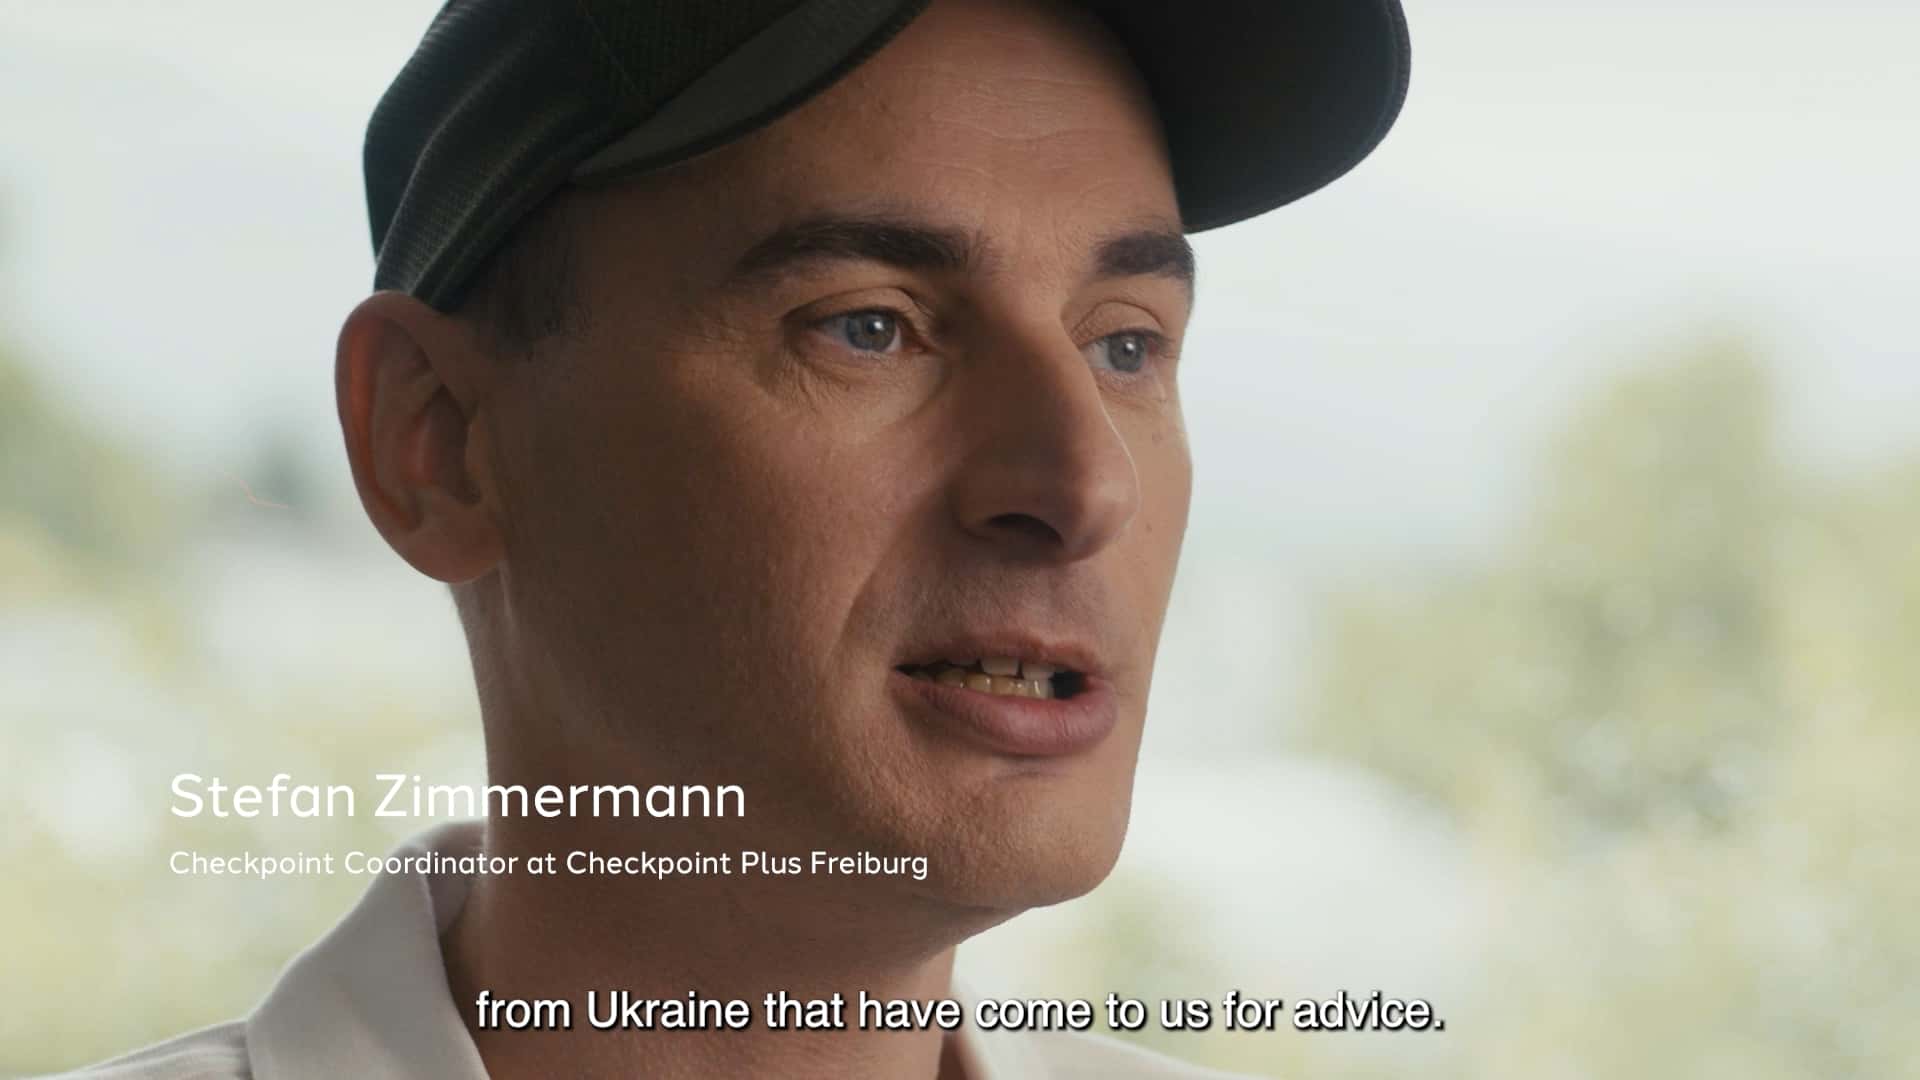 Stefan Zimmermann
Checkpoint Coordinator at Checkpoint Plus Freiburg
from Ukraine that have come to us for advice.